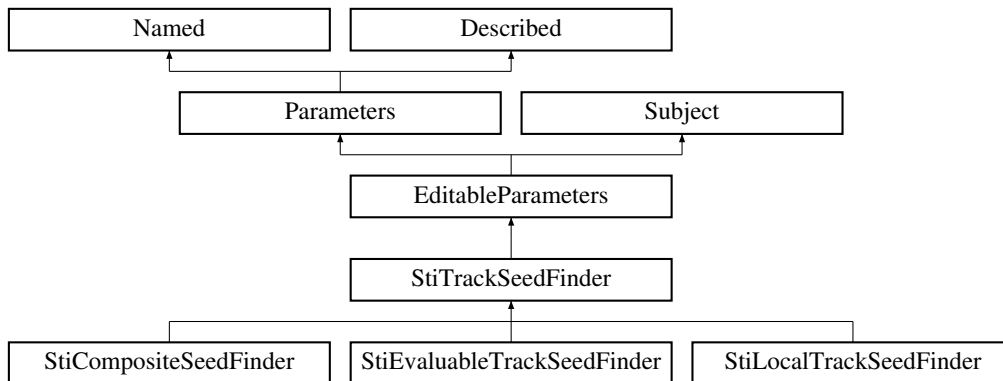 Named
Described
Parameters
Subject
EditableParameters
StiTrackSeedFinder
StiCompositeSeedFinder
StiEvaluableTrackSeedFinder
StiLocalTrackSeedFinder